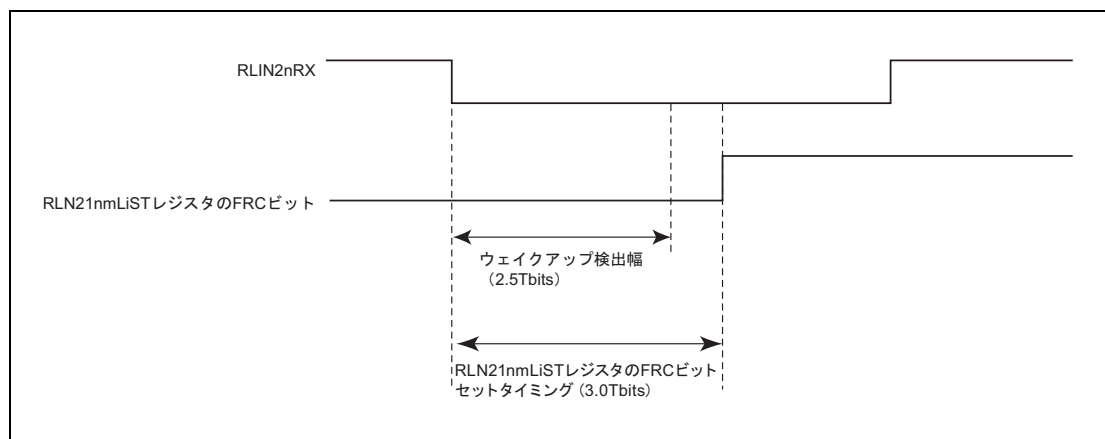 RLIN2nRX
RLN21nmLiSTレジスタのFRCビット
ウェイクアップ検出幅
（2.5Tbits）
RLN21nmLiSTレジスタのFRCビット
セットタイミング（3.0Tbits）